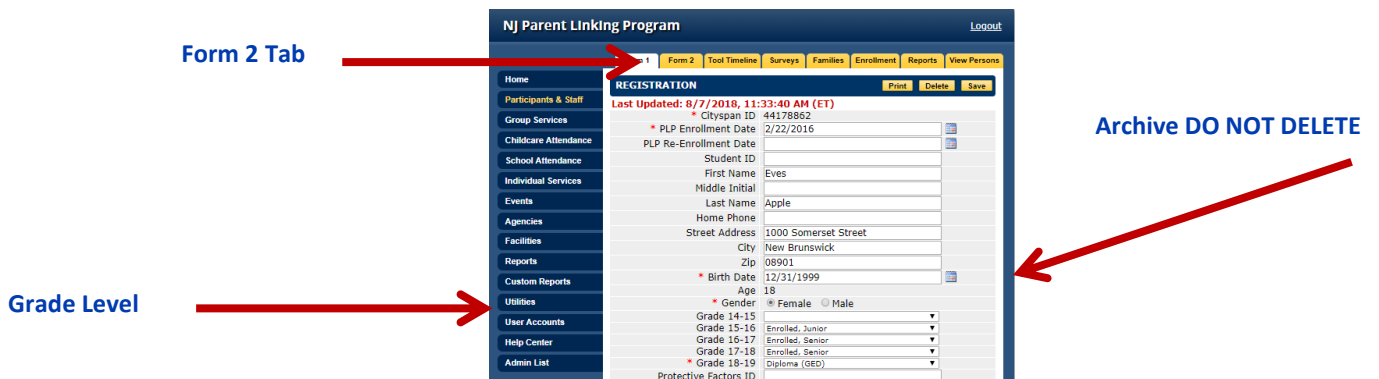 NJ Parent Linking Program
Logout
Form 2 Tab
1 Form 2 Tool Timeline Surveys Families Enrollment Reports View Persons
Home
Participants & Staff
Group Services
Childcare Attendance
School Attendance
Individual Services
Events
Agencies
Facilities
Reports
Custom Reports
Utilities
User Accounts
Help Center
Admin List
REGISTRATION
Print Delete Save
Last Updated: 8/7/2018, 11:33:40 AM (ET)
* Cityspan ID 44178862
* PLP Enrollment Date 2/22/2016
PLP Re-Enrollment Date
Student ID
First Name Eves
Middle Initial
Last Name Apple
Home Phone
Street Address 1000 Somerset Street
City New Brunswick
Zip 08901
* Birth Date 12/31/1999
Age 18
* Gender Female Male
Grade 14-15
Grade 15-16 Enrolled, Junior
Grade 16-17 Enrolled, Senior
Grade 17-18 Enrolled, Senior
* Grade 18-19 Diploma (GED)
Protective Factors ID
Archive DO NOT DELETE
Grade Level